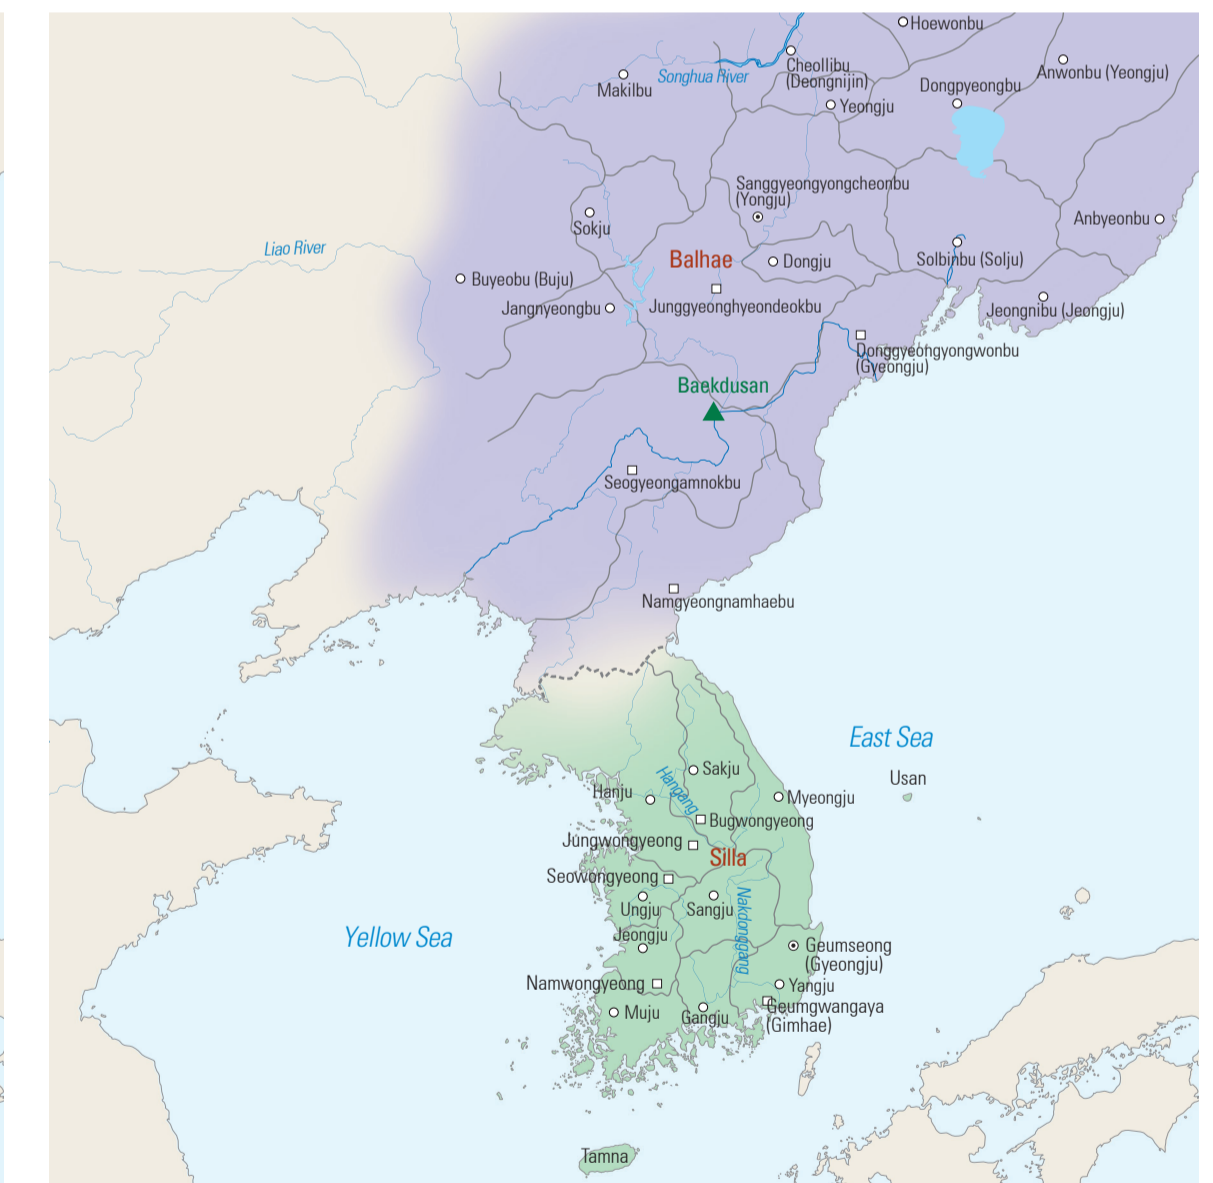 Hoewonbu
Cheollibu
(Deongnijin)
Anwonbu (Yeongju)
Songhua River
Makilbu
Dongpyeongbu
Yeongju
Sanggyeongyongcheonbu
(Yongju)
Sokju
Anbyeonbu
Liao River
Balhae
Dongju
Solbinbu (Solju)
Buyeobu (Buju)
Jangnyeongbu
Junggyeonghyeondeokbu
Jeongnibu (Jeongju)
Donggyeongyongwonbu
(Gyeongju)
Baekdusan
Seogyeongamnokbu
Namgyeongnamhaebu
East Sea
Sakju
Usan
Hanju
Hangang
Myeongju
Bugwongyeong
Jungwongyeong
Silla
Seowongyeong
Ungju
Sangju
Nakdonggang
Jeongju
Yellow Sea
Geumseong
(Gyeongju)
Namwongyeong
Yangju
Muju
Gangju
Geumgwangaya
(Gimhae)
Tamna